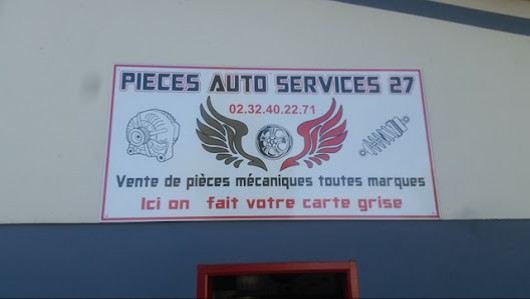 PIECES AUTO SERVICES 27
02.32.40.22.71
Vente de pièces mécaniques toutes marques
Ici on fait votre carte grise